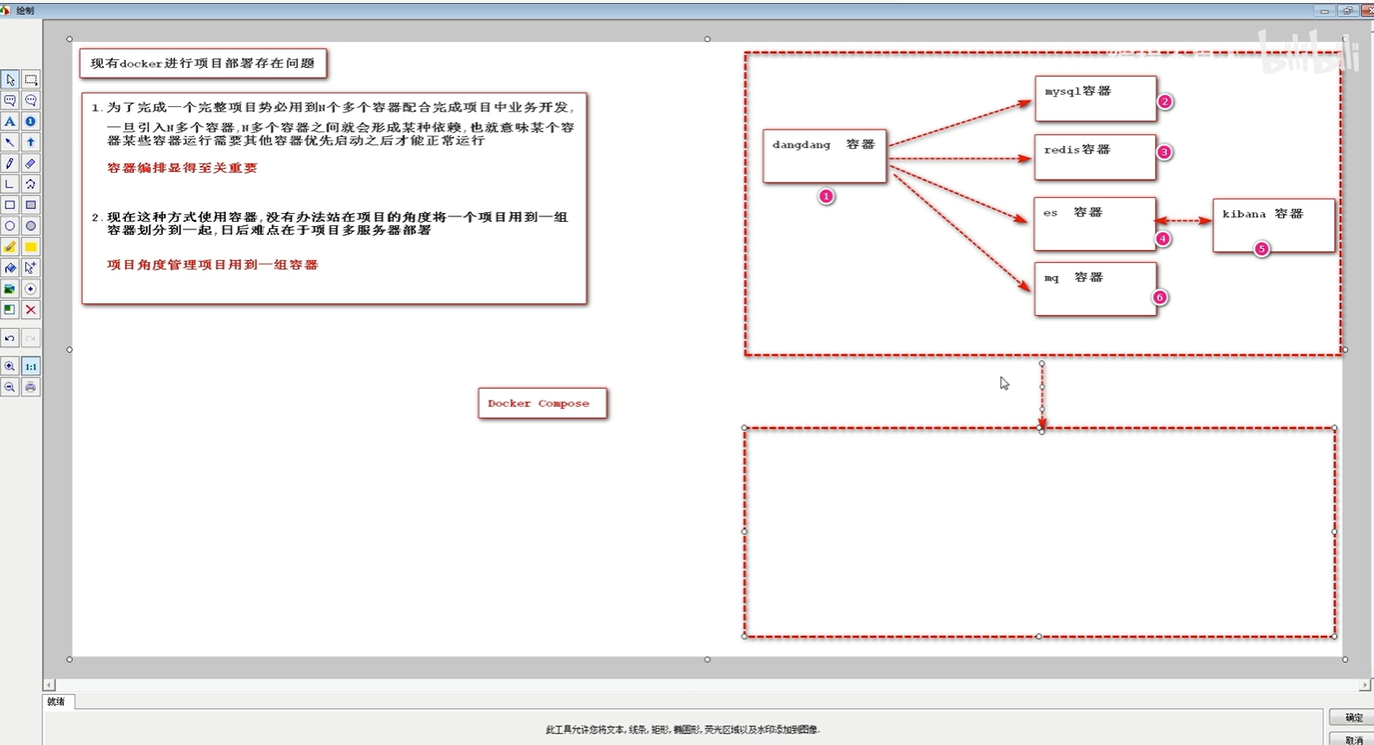 绘制
bilibili
现有docker进行项目部署存在问题
1.为了完成一个完整项目势必用到N个多个容器配合完成项目中业务开发,
一旦引入N多个容器,N多个容器之间就会形成某种依赖,也就意味某个容
器某些容器运行需要其他容器优先启动之后才能正常运行
容器编排显得至关重要
2.现在这种方式使用容器,没有办法站在项目的角度将一个项目用到一组
容器划分到一起,日后难点在于项目多服务器部署
项目角度管理项目用到一组容器
Docker Compose
dangdang 容器
1
mysql容器
2
redis容器
3
es 容器
4
kibana 容器
5
mq 容器
6
A
1
1:1
就绪
此工具允许您将文本,线条,矩形,椭圆形,荧光区域以及水印添加到图像.
确定
取消